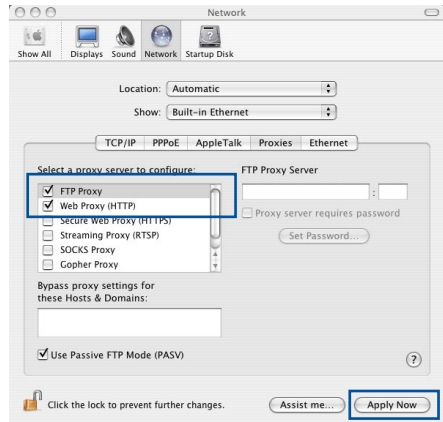 Network
Show All Displays Sound Network Startup Disk
Location: Automatic
Show: Built-in Ethernet
TCP/IP PPPoE AppleTalk Proxies Ethernet
Select a proxy server to configure: FTP Proxy Server
FTP Proxy
:
Web Proxy (HTTP)
Proxy server requires password
Secure Web Proxy (HTTPS)
Streaming Proxy (RTSP)
Set Password...
SOCKS Proxy
Gopher Proxy
Bypass proxy settings for
these Hosts & Domains:
Use Passive FTP Mode (PASV)
?
Click the lock to prevent further changes.
Assist me...
Apply Now